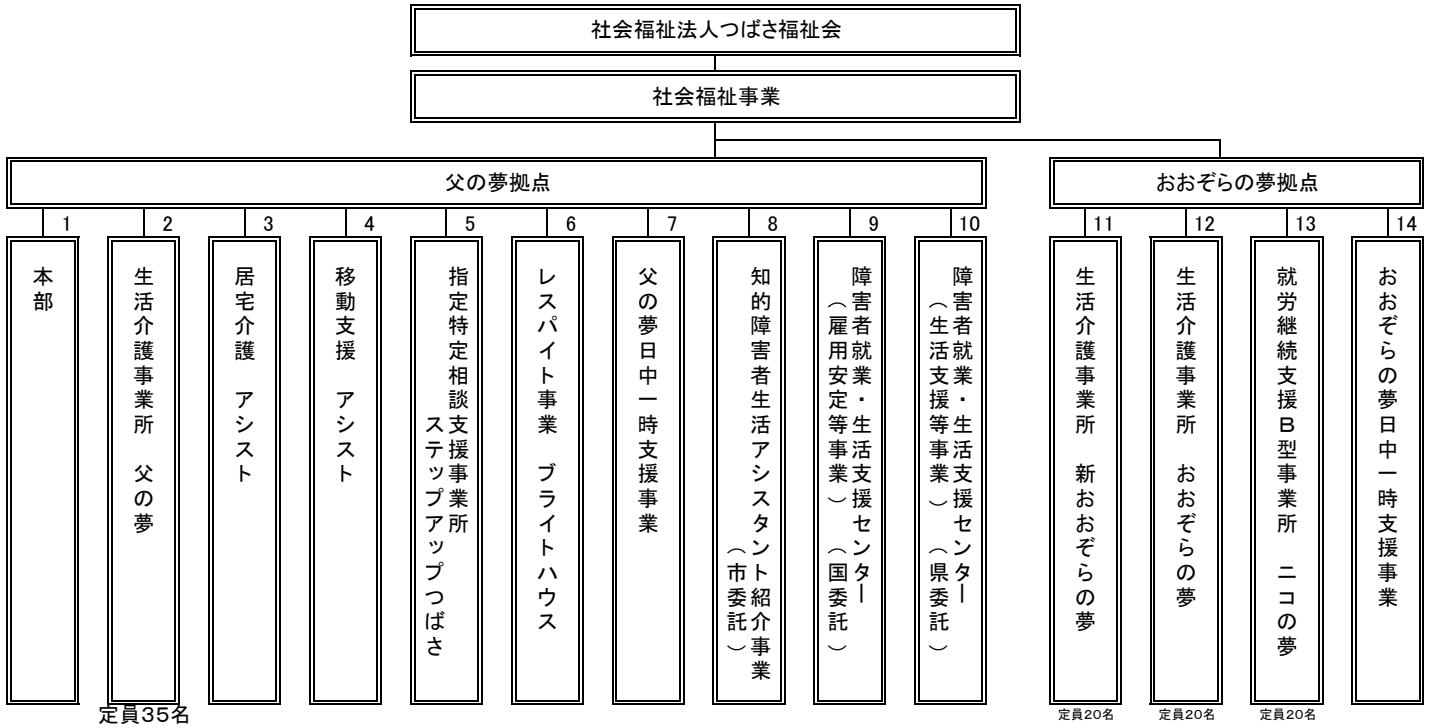 社会福祉法人つばさ福祉会
社会福祉事業
父の夢拠点
おおぞらの夢拠点
1
本部
2
生活介護事業所　父の夢
定員35名
3
居宅介護　アシスト
4
移動支援　アシスト
5
指定特定相談支援事業所
ステップアップつばさ
6
レスパイト事業　ブライトハウス
7
父の夢日中一時支援事業
8
知的障害者生活アシスタント紹介事業
（市委託）
9
障害者就業・生活支援センター
（雇用安定等事業）（国委託）
10
障害者就業・生活支援センター
（生活支援等事業）（県委託）
11
生活介護事業所　新おおぞらの夢
定員20名
12
生活介護事業所　おおぞらの夢
定員20名
13
就労継続支援B型事業所　ニコの夢
定員20名
14
おおぞらの夢日中一時支援事業